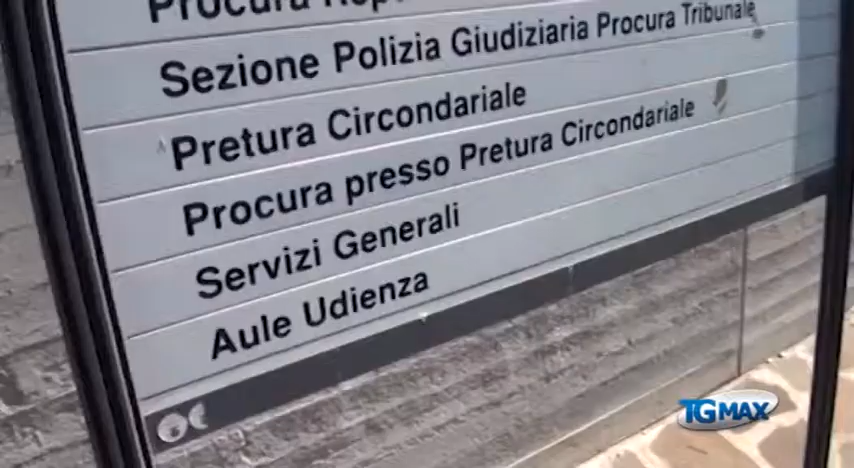 Procura
Sezione Polizia Giudiziaria Procura Tribunale
Pretura Circondariale
Procura presso Pretura Circondariale
Servizi Generali
Aule Udienza
TGMAX